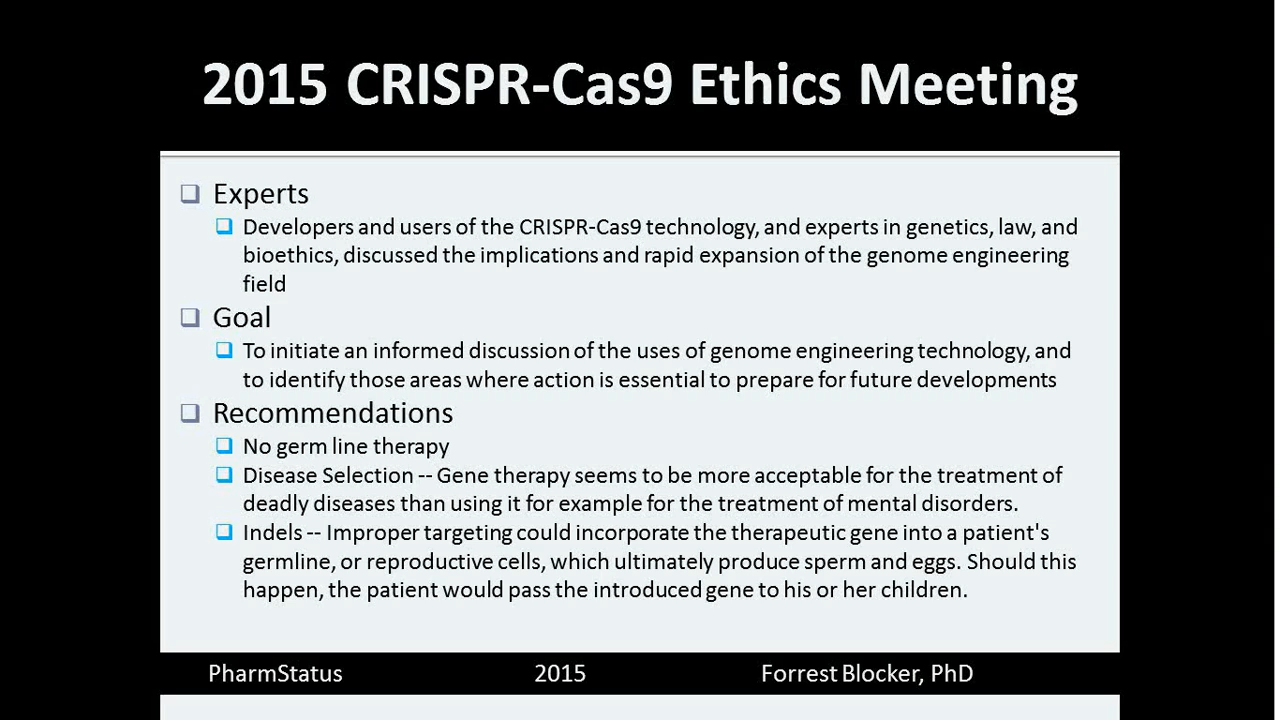 2015 CRISPR-Cas9 Ethics Meeting
Experts
Developers and users of the CRISPR-Cas9 technology, and experts in genetics, law, and
bioethics, discussed the implications and rapid expansion of the genome engineering
field
Goal
To initiate an informed discussion of the uses of genome engineering technology, and
to identify those areas where action is essential to prepare for future developments
Recommendations
No germ line therapy
Disease Selection -- Gene therapy seems to be more acceptable for the treatment of
deadly diseases than using it for example for the treatment of mental disorders.
Indels -- Improper targeting could incorporate the therapeutic gene into a patient's
germline, or reproductive cells, which ultimately produce sperm and eggs. Should this
happen, the patient would pass the introduced gene to his or her children.
PharmStatus 2015 Forrest Blocker, PhD